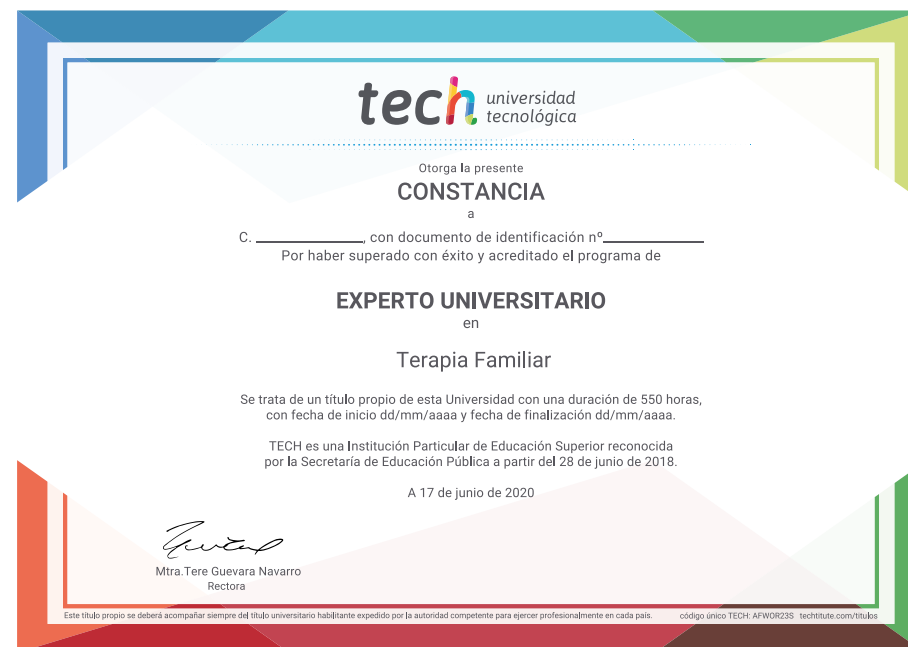 tech universidad
tecnológica
Otorga la presente
CONSTANCIA
a
C. ____________, con documento de identificación nº____________
Por haber superado con éxito y acreditado el programa de
EXPERTO UNIVERSITARIO
en
Terapia Familiar
Se trata de un título propio de esta Universidad con una duración de 550 horas,
con fecha de inicio dd/mm/aaaa y fecha de finalización dd/mm/aaaa.
TECH es una Institución Particular de Educación Superior reconocida
por la Secretaría de Educación Pública a partir del 28 de junio de 2018.
A 17 de junio de 2020
Mtra.Tere Guevara Navarro
Rectora
Este título propio se deberá acompañar siempre del título universitario habilitante expedido por la autoridad competente para ejercer profesionalmente en cada país. código único TECH: AFWOR23S techtitute.com/titulos